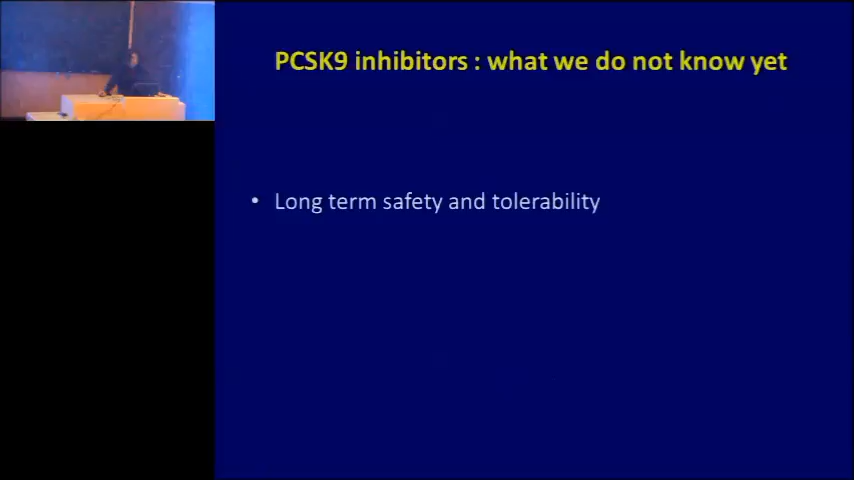 PCSK9 inhibitors : what we do not know yet
• Long term safety and tolerability